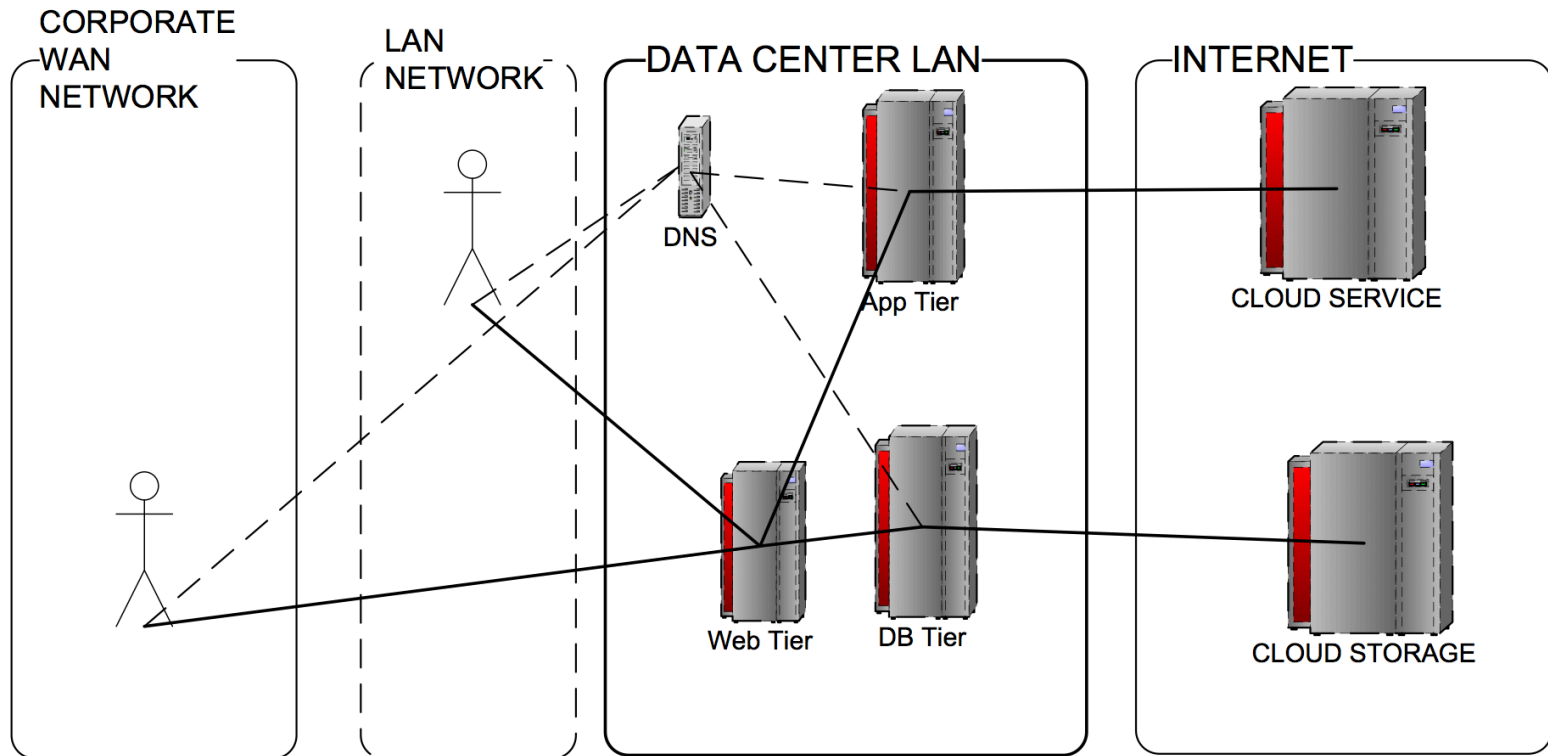 CORPORATE
WAN
NETWORK
LAN
NETWORK
DATA CENTER LAN
INTERNET
DNS
App Tier
CLOUD SERVICE
Web Tier
DB Tier
CLOUD STORAGE